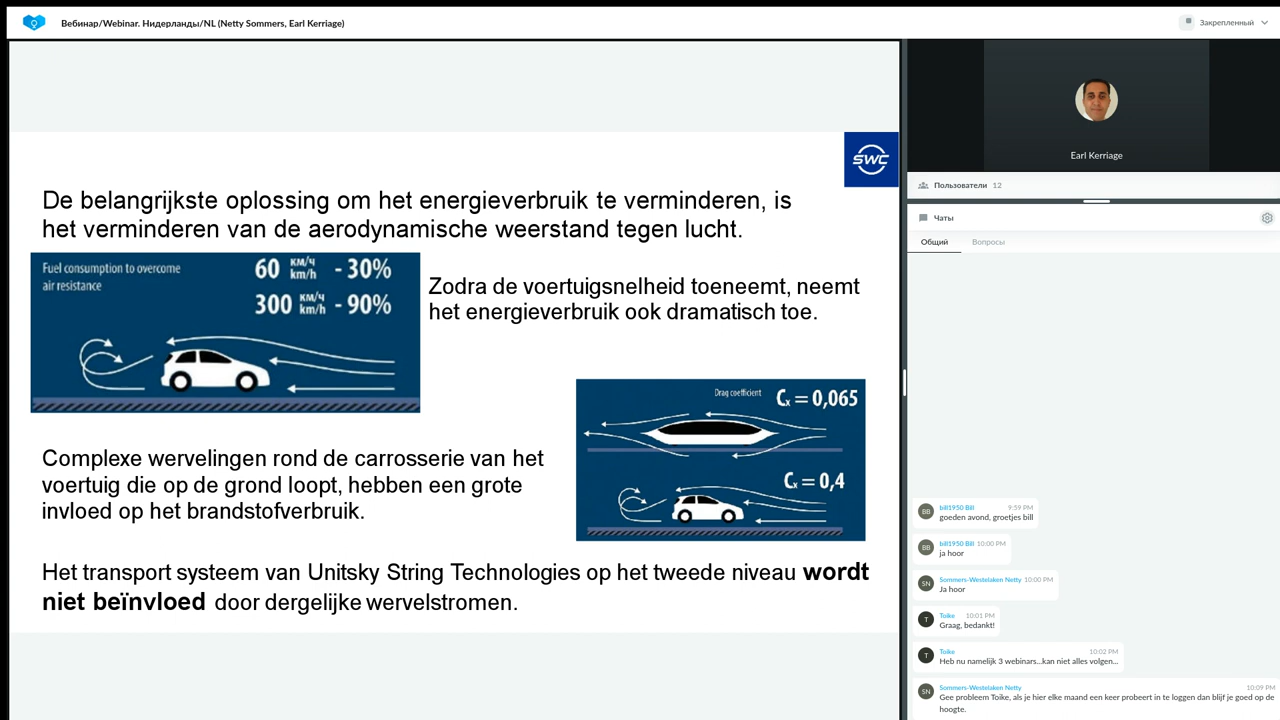 Вебинар/Webinar. Нидерланды/NL (Netty Sommers, Earl Kerriage)
Закрепленный
SWC
De belangrijkste oplossing om het energieverbruik te verminderen, is
het verminderen van de aerodynamische weerstand tegen lucht.
Fuel consumption to overcome
air resistance
60 км/ч km/h - 30%
300 км/ч km/h - 90%
Zodra de voertuigsnelheid toeneemt, neemt
het energieverbruik ook dramatisch toe.
Drag coefficient Cx = 0,065
Cx = 0,4
Complexe wervelingen rond de carrosserie van het
voertuig die op de grond loopt, hebben een grote
invloed op het brandstofverbruik.
Het transport systeem van Unitsky String Technologies op het tweede niveau wordt
niet beïnvloed door dergelijke wervelstromen.
Earl Kerriage
Пользователи 12
Чаты
Общий Вопросы
BB bill1950 Bill 9:59 PM
goeden avond, groetjes bill
BB bill1950 Bill 10:00 PM
ja hoor
SN Sommers-Westelaken Netty 10:00 PM
Ja hoor
T Toike 10:01 PM
Graag, bedankt!
T Toike 10:02 PM
Heb nu namelijk 3 webinars...kan niet alles volgen...
SN Sommers-Westelaken Netty 10:09 PM
Gee probleem Toike, als je hier elke maand een keer probeert in te loggen dan blijf je goed op de
hoogte.